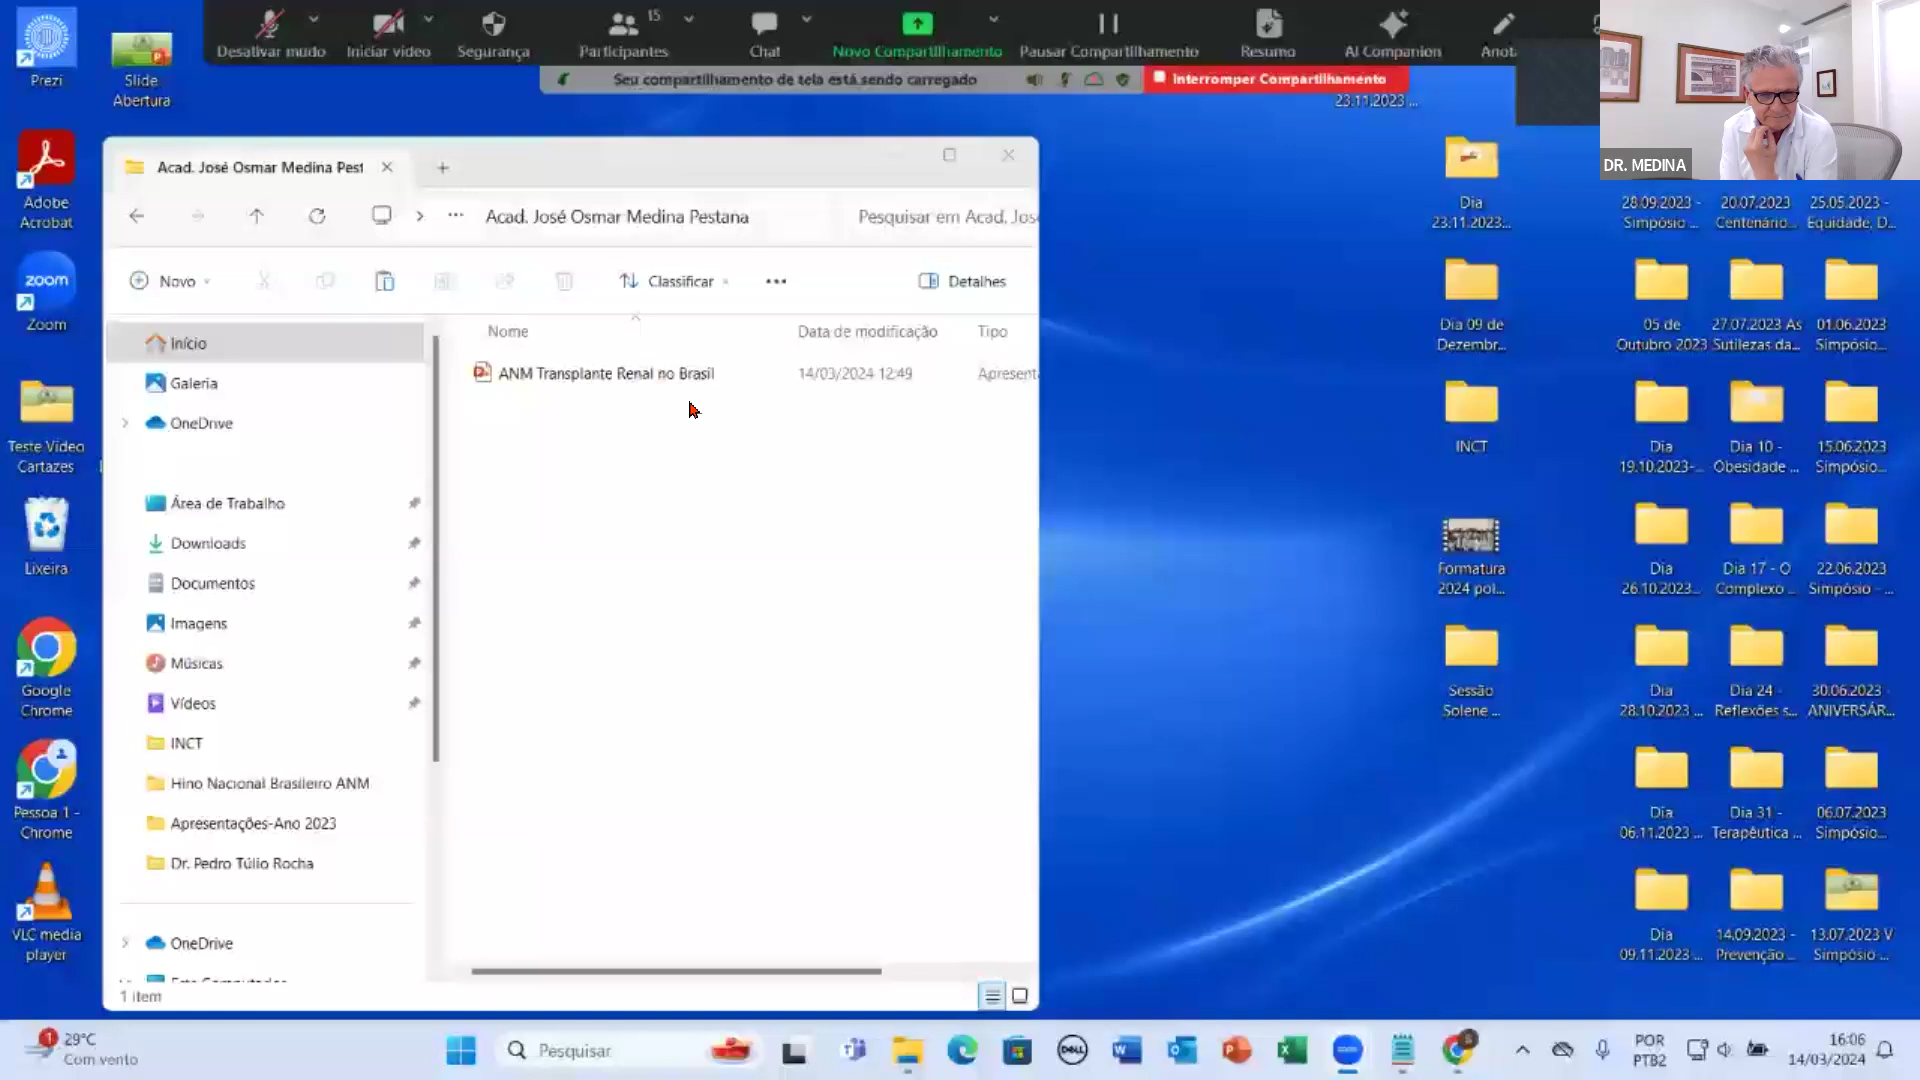 Desativar mudo
Iniciar vídeo
Segurança
Participantes
15
Chat
Novo Compartilhamento
Pausar Compartilhamento
Resumo
AI Companion
Seu compartilhamento de tela está sendo carregado
Interromper Compartilhamento
DR. MEDINA
Prezi
Slide
Abertura
Adobe
Acrobat
zoom
Zoom
Teste Vídeo
Cartazes
Lixeira
Google
Chrome
Pessoa 1 -
Chrome
VLC media
player
Acad. José Osmar Medina Pest
Acad. José Osmar Medina Pestana
Pesquisar em Acad. Jos
Novo
Classificar
Detalhes
Início
Galeria
OneDrive
Área de Trabalho
Downloads
Documentos
Imagens
Músicas
Vídeos
INCT
Hino Nacional Brasileiro ANM
Apresentações-Ano 2023
Dr. Pedro Túlio Rocha
OneDrive
Nome
Data de modificação
Tipo
ANM Transplante Renal no Brasil
14/03/2024 12:49
Apresent
1 item
23.11.2023 ...
Dia
23.11.2023...
Dia 09 de
Dezembr...
INCT
Formatura
2024 pol...
Sessão
Solene ...
28.09.2023 -
Simpósio ...
20.07.2023
Centenário...
25.05.2023 -
Equidade, D...
05 de
Outubro 2023
27.07.2023 As
Sutilezas da...
01.06.2023
Simpósio...
Dia
19.10.2023-...
Dia 10 -
Obesidade ...
15.06.2023
Simpósio...
Dia
26.10.2023...
Dia 17 - O
Complexo ...
22.06.2023
Simpósio - ...
Dia
28.10.2023 ...
Dia 24 -
Reflexões s...
30.06.2023 -
ANIVERSÁR...
Dia
06.11.2023 ...
Dia 31 -
Terapêutica ...
06.07.2023
Simpósio...
Dia
09.11.2023 ...
14.09.2023 -
Prevenção ...
13.07.2023 V
Simpósio ...
1
29°C
Com vento
Pesquisar
DELL
zoom
POR
PTB2
16:06
14/03/2024